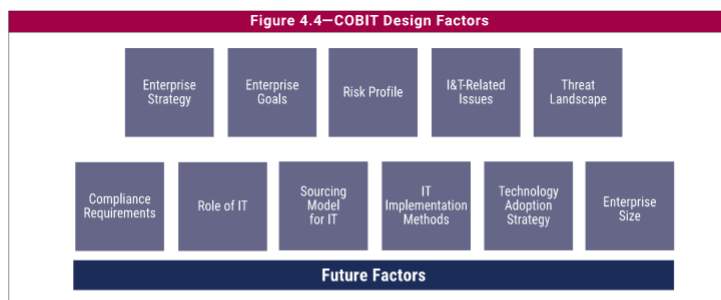 Figure 4.4—COBIT Design Factors
Enterprise
Strategy
Enterprise
Goals
Risk Profile
I&T-Related
Issues
Threat
Landscape
Compliance
Requirements
Role of IT
Sourcing
Model
for IT
IT
Implementation
Methods
Technology
Adoption
Strategy
Enterprise
Size
Future Factors